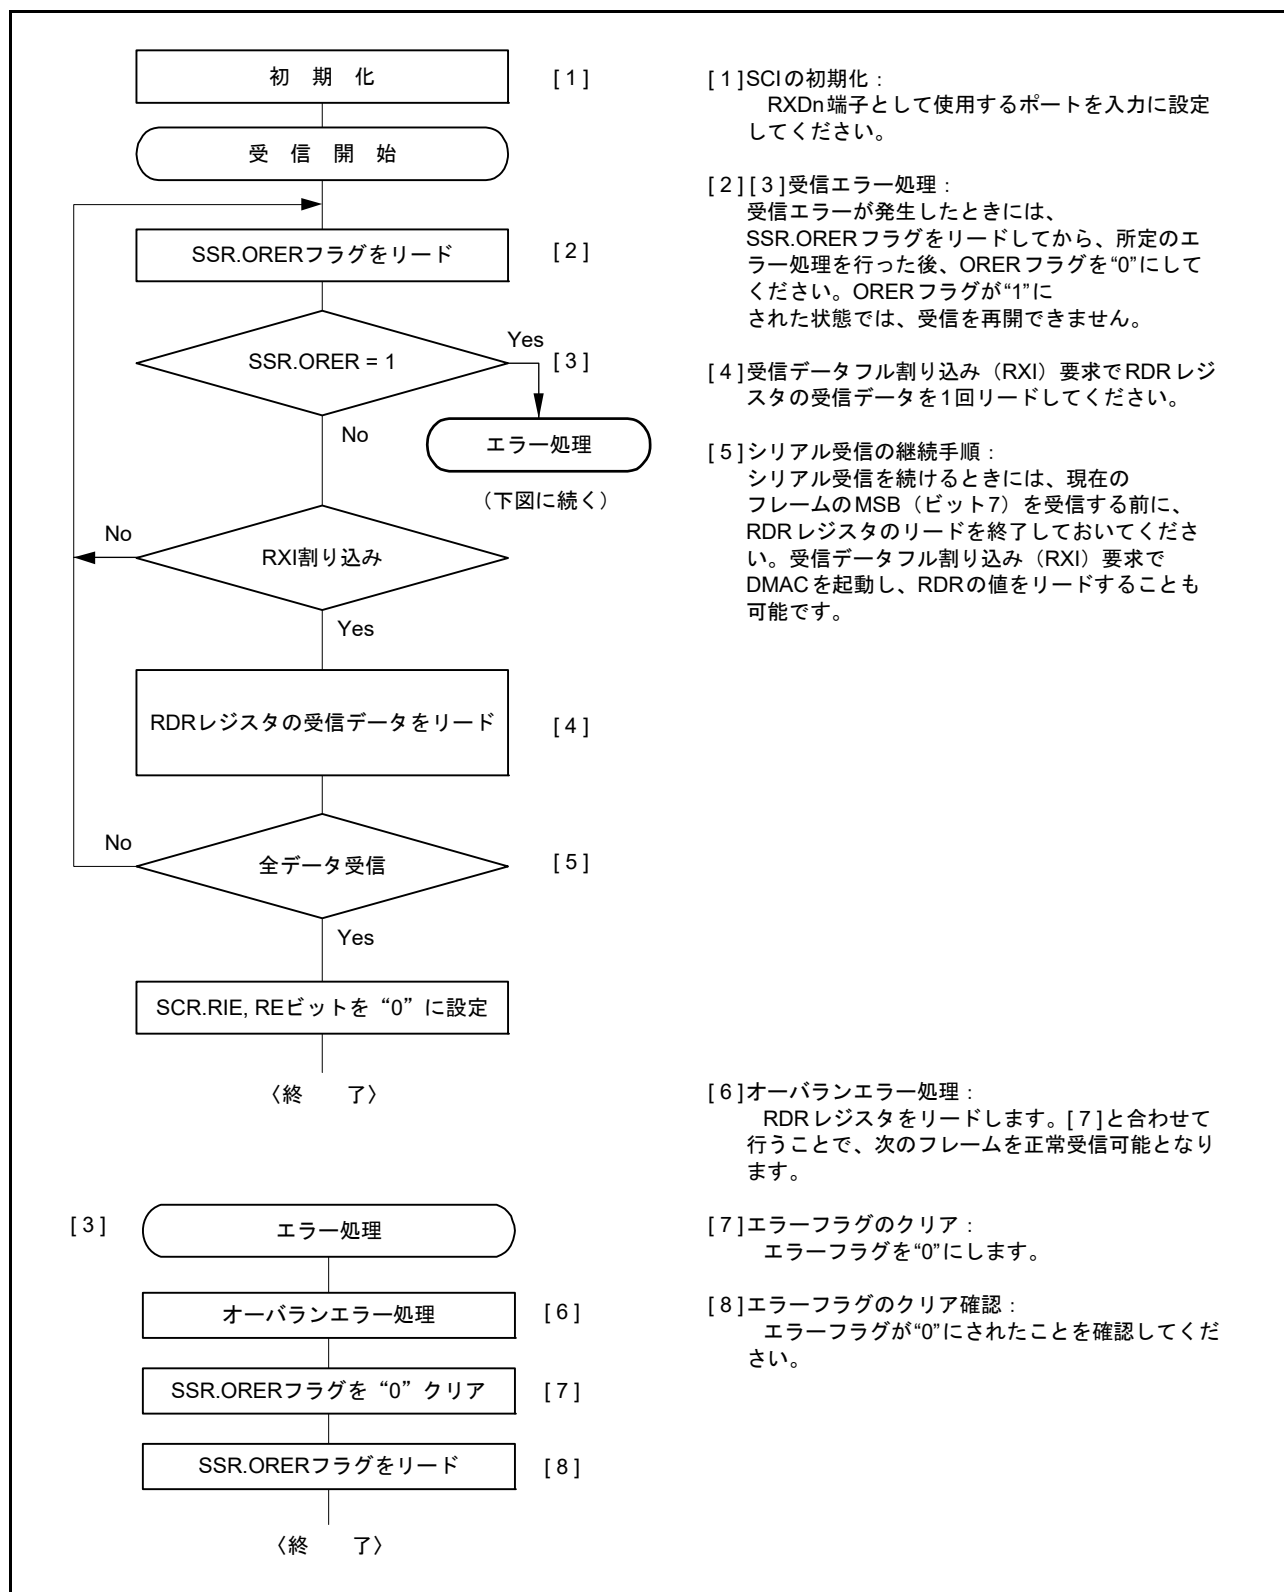 初 期 化 [ 1 ]
受 信 開 始
SSR.ORERフラグをリード [ 2 ]
SSR.ORER = 1
Yes
[ 3 ]
No
エラー処理
（下図に続く）
No
RXI割り込み
Yes
RDRレジスタの受信データをリード [ 4 ]
No
全データ受信 [ 5 ]
Yes
SCR.RIE, REビットを“0”に設定
〈終 了〉
[ 1 ]SCIの初期化：
RXDn端子として使用するポートを入力に設定
してください。
[ 2 ] [ 3 ]受信エラー処理：
受信エラーが発生したときには、
SSR.ORERフラグをリードしてから、所定のエ
ラー処理を行った後、ORERフラグを“0”にして
ください。ORERフラグが“1”に
された状態では、受信を再開できません。
[ 4 ]受信データフル割り込み（RXI）要求でRDRレジ
スタの受信データを1回リードしてください。
[ 5 ]シリアル受信の継続手順：
シリアル受信を続けるときには、現在の
フレームのMSB（ビット7）を受信する前に、
RDRレジスタのリードを終了しておいてくださ
い。受信データフル割り込み（RXI）要求で
DMACを起動し、RDRの値をリードすることも
可能です。
[ 3 ] エラー処理
オーバランエラー処理 [ 6 ]
SSR.ORERフラグを“0”クリア [ 7 ]
SSR.ORERフラグをリード [ 8 ]
〈終 了〉
[ 6 ]オーバランエラー処理：
RDRレジスタをリードします。[ 7 ]と合わせて
行うことで、次のフレームを正常受信可能となり
ます。
[ 7 ]エラーフラグのクリア：
エラーフラグを“0”にします。
[ 8 ]エラーフラグのクリア確認：
エラーフラグが“0”にされたことを確認してくだ
さい。